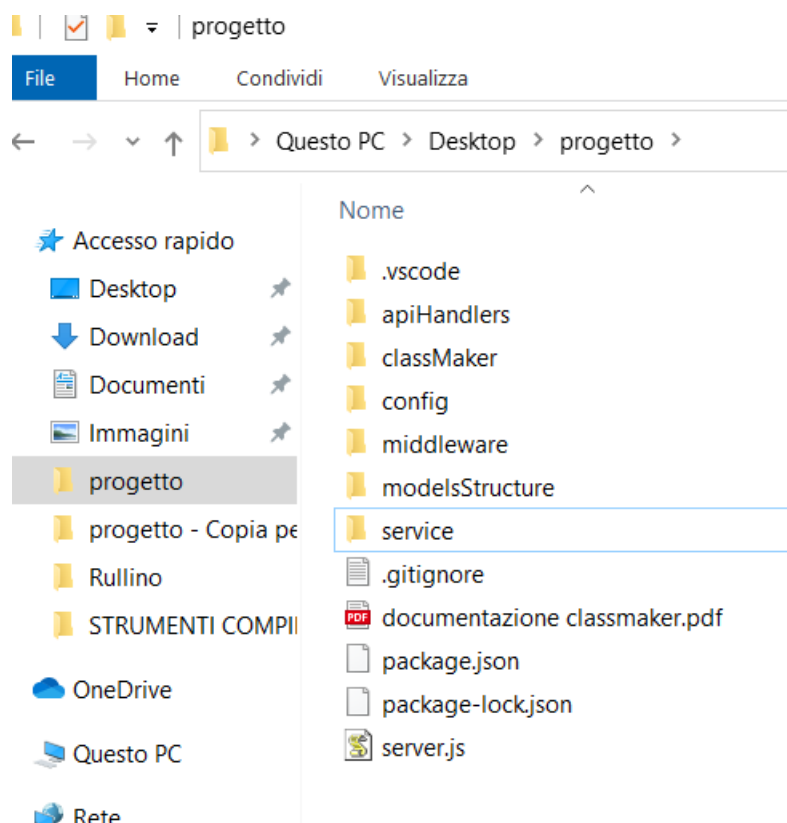 progetto
File Home Condividi Visualizza
Questo PC > Desktop > progetto >
Nome
Accesso rapido
Desktop
Download
Documenti
Immagini
progetto
progetto - Copia pe
Rullino
STRUMENTI COMPI
OneDrive
Questo PC
Rete
.vscode
apiHandlers
classMaker
config
middleware
modelsStructure
service
.gitignore
PDF documentazione classmaker.pdf
package.json
package-lock.json
server.js